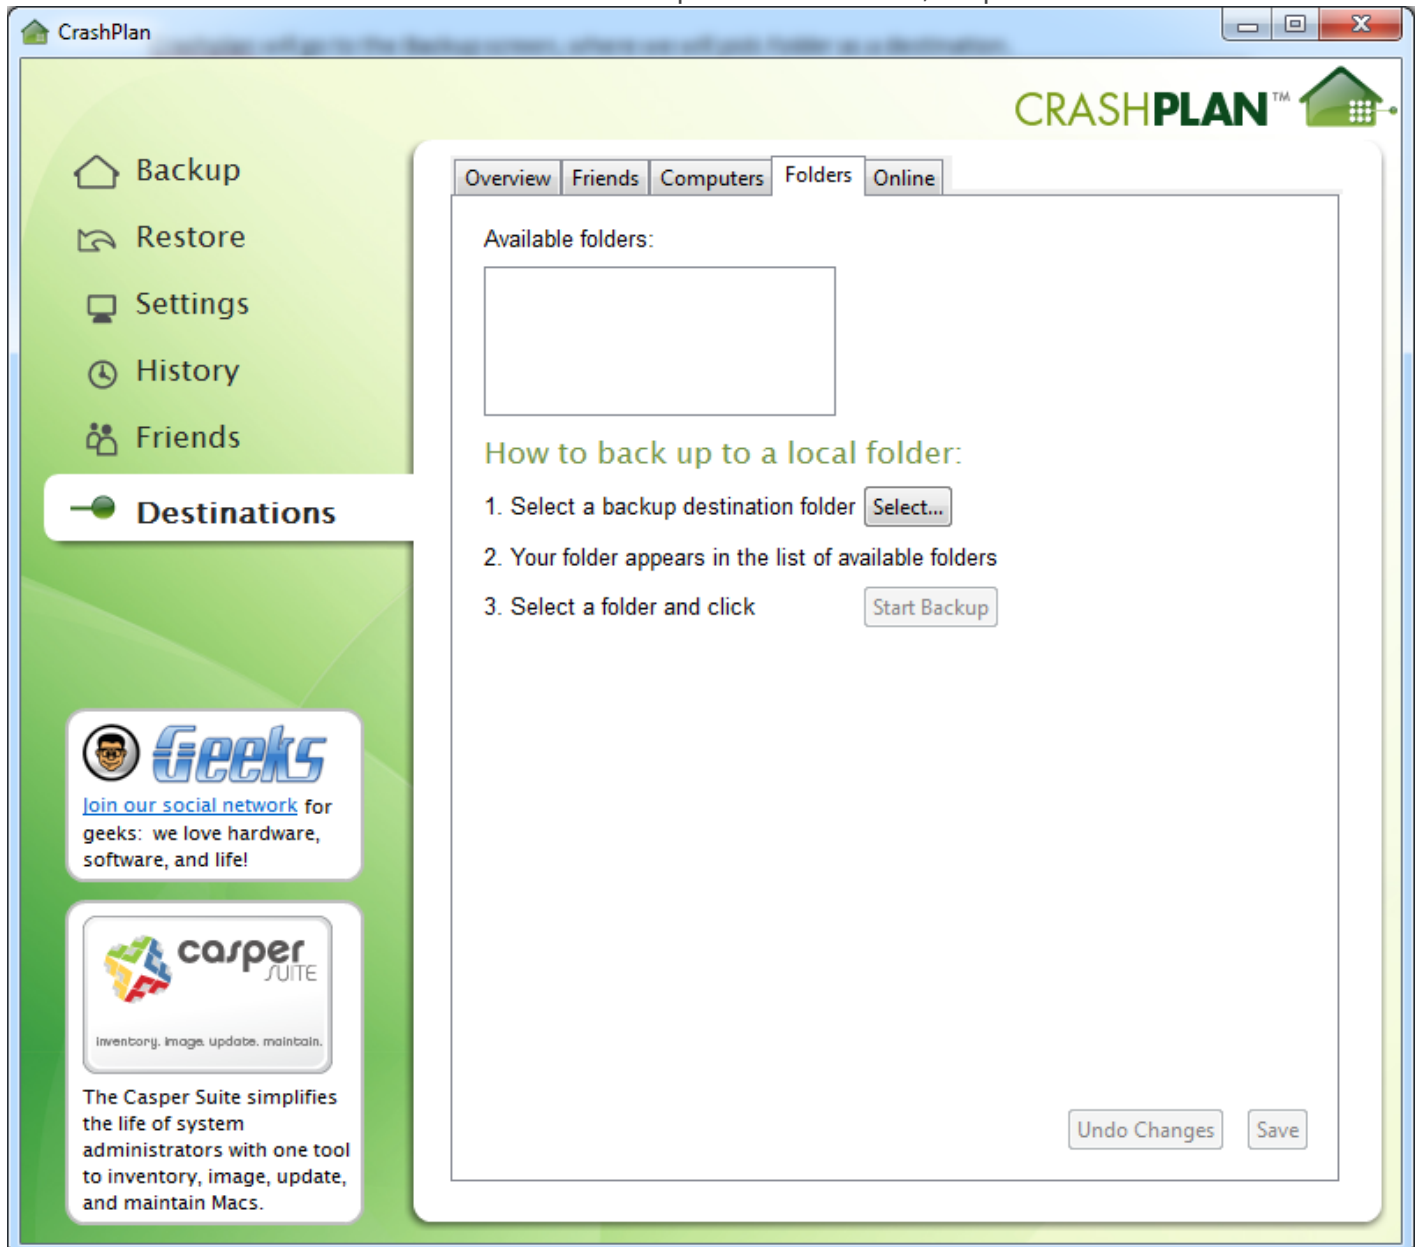 CrashPlan
CRASHPLAN™
Backup
Restore
Settings
History
Friends
Destinations
Overview Friends Computers Folders Online
Available folders:
How to back up to a local folder:
1. Select a backup destination folder Select...
2. Your folder appears in the list of available folders
3. Select a folder and click Start Backup
Undo Changes Save
Geeks
Join our social network for
geeks: we love hardware,
software, and life!
casper
SUITE
inventory. image. update. maintain.
The Casper Suite simplifies
the life of system
administrators with one tool
to inventory, image, update,
and maintain Macs.